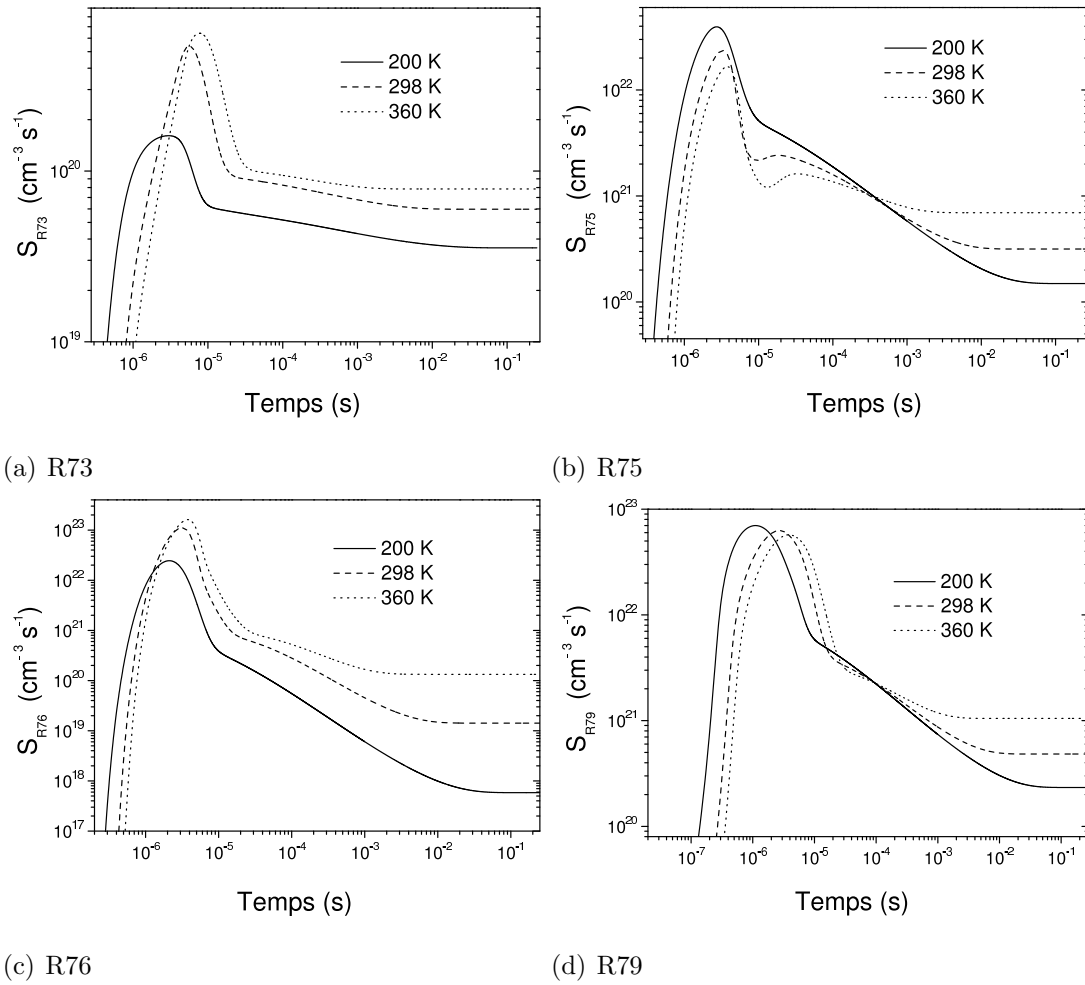 200 K
298 K
360 K
10^20
10^19
S_R73 (cm^-3 s^-1)
10^-6 10^-5 10^-4 10^-3 10^-2 10^-1
Temps (s)
(a) R73
200 K
298 K
360 K
10^22
10^21
10^20
S_R75 (cm^-3 s^-1)
10^-6 10^-5 10^-4 10^-3 10^-2 10^-1
Temps (s)
(b) R75
200 K
298 K
360 K
10^23
10^22
10^21
10^20
10^19
10^18
10^17
S_R76 (cm^-3 s^-1)
10^-6 10^-5 10^-4 10^-3 10^-2 10^-1
Temps (s)
(c) R76
200 K
298 K
360 K
10^23
10^22
10^21
10^20
S_R79 (cm^-3 s^-1)
10^-7 10^-6 10^-5 10^-4 10^-3 10^-2 10^-1
Temps (s)
(d) R79